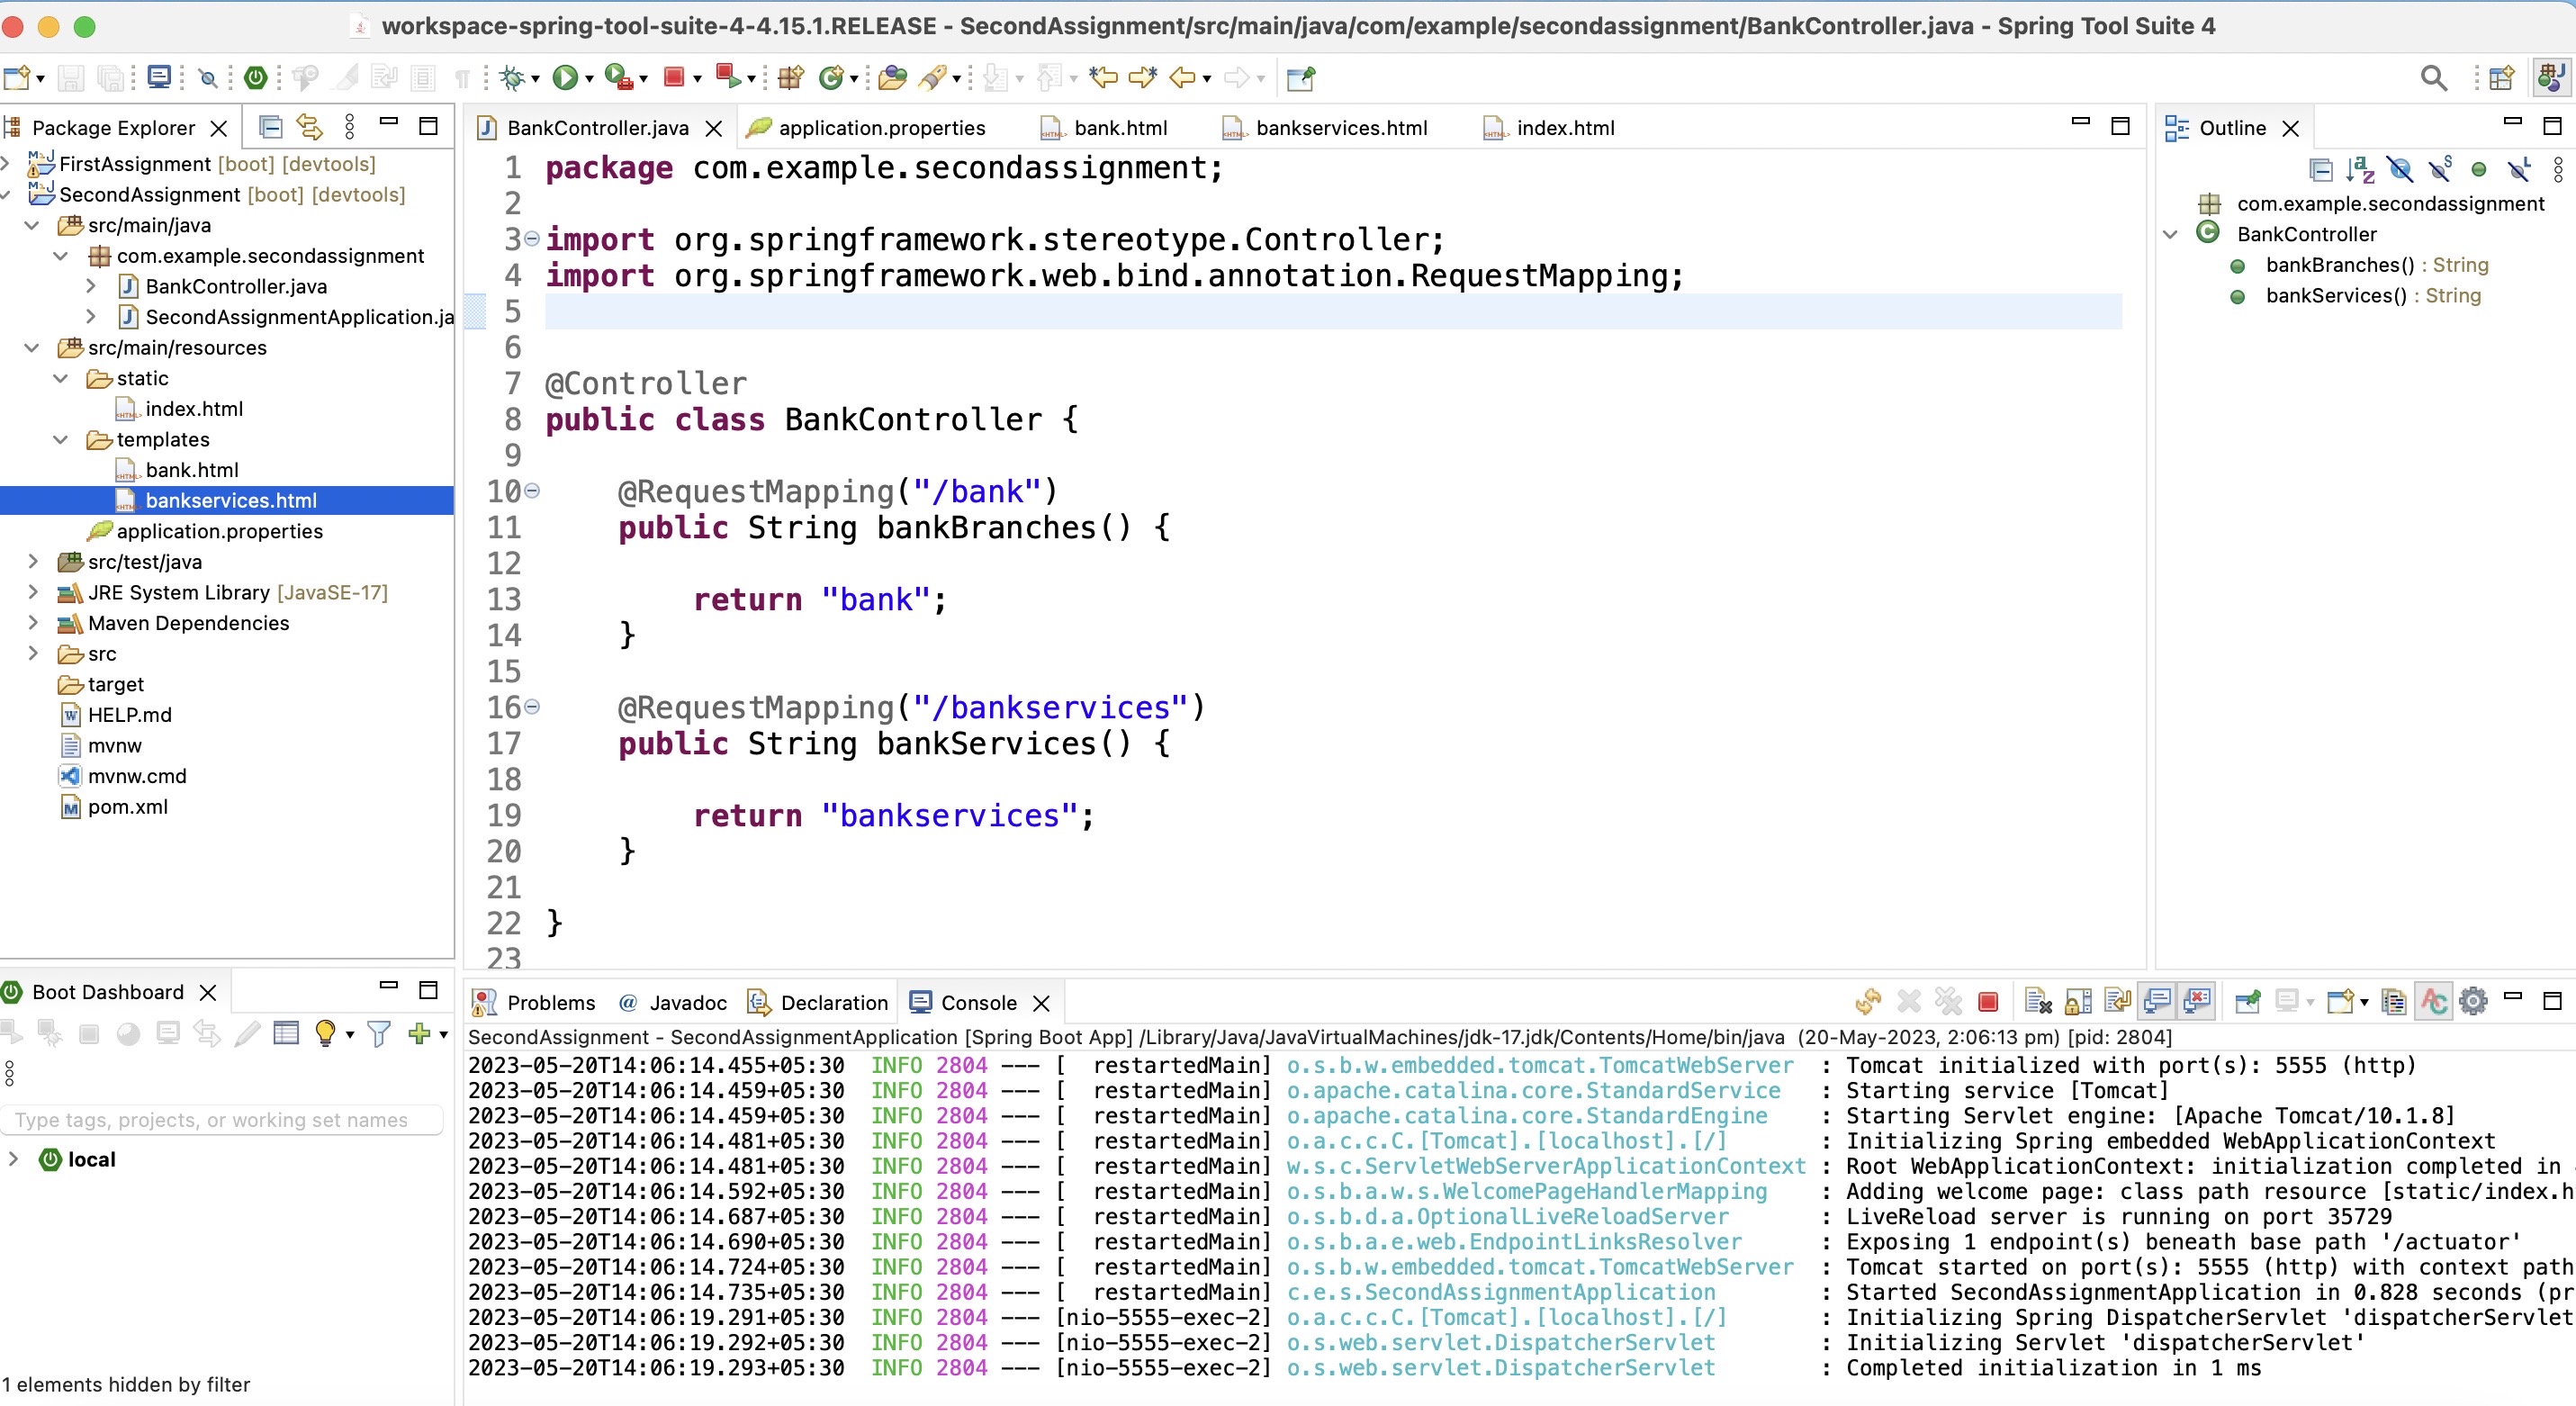 workspace-spring-tool-suite-4-4.15.1.RELEASE - SecondAssignment/src/main/java/com/example/secondassignment/BankController.java - Spring Tool Suite 4
Package Explorer
FirstAssignment [boot] [devtools]
SecondAssignment [boot] [devtools]
src/main/java
com.example.secondassignment
BankController.java
SecondAssignmentApplication.ja
src/main/resources
static
index.html
templates
bank.html
bankservices.html
application.properties
src/test/java
JRE System Library [JavaSE-17]
Maven Dependencies
src
target
HELP.md
mvnw
mvnw.cmd
pom.xml
BankController.java application.properties bank.html bankservices.html index.html
1 package com.example.secondassignment;
2
3 import org.springframework.stereotype.Controller;
4 import org.springframework.web.bind.annotation.RequestMapping;
5
6
7 @Controller
8 public class BankController {
9
10 @RequestMapping("/bank")
11 public String bankBranches() {
12
13 return "bank";
14 }
15
16 @RequestMapping("/bankservices")
17 public String bankServices() {
18
19 return "bankservices";
20 }
21
22 }
23
Outline
com.example.secondassignment
BankController
bankBranches() : String
bankServices() : String
Boot Dashboard
Type tags, projects, or working set names
local
1 elements hidden by filter
Problems @ Javadoc Declaration Console
SecondAssignment - SecondAssignmentApplication [Spring Boot App] /Library/Java/JavaVirtualMachines/jdk-17.jdk/Contents/Home/bin/java (20-May-2023, 2:06:13 pm) [pid: 2804]
2023-05-20T14:06:14.455+05:30 INFO 2804 --- [ restartedMain] o.s.b.w.embedded.tomcat.TomcatWebServer : Tomcat initialized with port(s): 5555 (http)
2023-05-20T14:06:14.459+05:30 INFO 2804 --- [ restartedMain] o.apache.catalina.core.StandardService : Starting service [Tomcat]
2023-05-20T14:06:14.459+05:30 INFO 2804 --- [ restartedMain] o.apache.catalina.core.StandardEngine : Starting Servlet engine: [Apache Tomcat/10.1.8]
2023-05-20T14:06:14.481+05:30 INFO 2804 --- [ restartedMain] o.a.c.c.C.[Tomcat].[localhost].[/] : Initializing Spring embedded WebApplicationContext
2023-05-20T14:06:14.481+05:30 INFO 2804 --- [ restartedMain] w.s.c.ServletWebServerApplicationContext : Root WebApplicationContext: initialization completed in
2023-05-20T14:06:14.592+05:30 INFO 2804 --- [ restartedMain] o.s.b.a.w.s.WelcomePageHandlerMapping : Adding welcome page: class path resource [static/index.h
2023-05-20T14:06:14.687+05:30 INFO 2804 --- [ restartedMain] o.s.b.d.a.OptionalLiveReloadServer : LiveReload server is running on port 35729
2023-05-20T14:06:14.690+05:30 INFO 2804 --- [ restartedMain] o.s.b.a.e.web.EndpointLinksResolver : Exposing 1 endpoint(s) beneath base path '/actuator'
2023-05-20T14:06:14.724+05:30 INFO 2804 --- [ restartedMain] o.s.b.w.embedded.tomcat.TomcatWebServer : Tomcat started on port(s): 5555 (http) with context path
2023-05-20T14:06:14.735+05:30 INFO 2804 --- [ restartedMain] c.e.s.SecondAssignmentApplication : Started SecondAssignmentApplication in 0.828 seconds (pr
2023-05-20T14:06:19.291+05:30 INFO 2804 --- [nio-5555-exec-2] o.a.c.c.C.[Tomcat].[localhost].[/] : Initializing Spring DispatcherServlet 'dispatcherServlet
2023-05-20T14:06:19.292+05:30 INFO 2804 --- [nio-5555-exec-2] o.s.web.servlet.DispatcherServlet : Initializing Servlet 'dispatcherServlet'
2023-05-20T14:06:19.293+05:30 INFO 2804 --- [nio-5555-exec-2] o.s.web.servlet.DispatcherServlet : Completed initialization in 1 ms